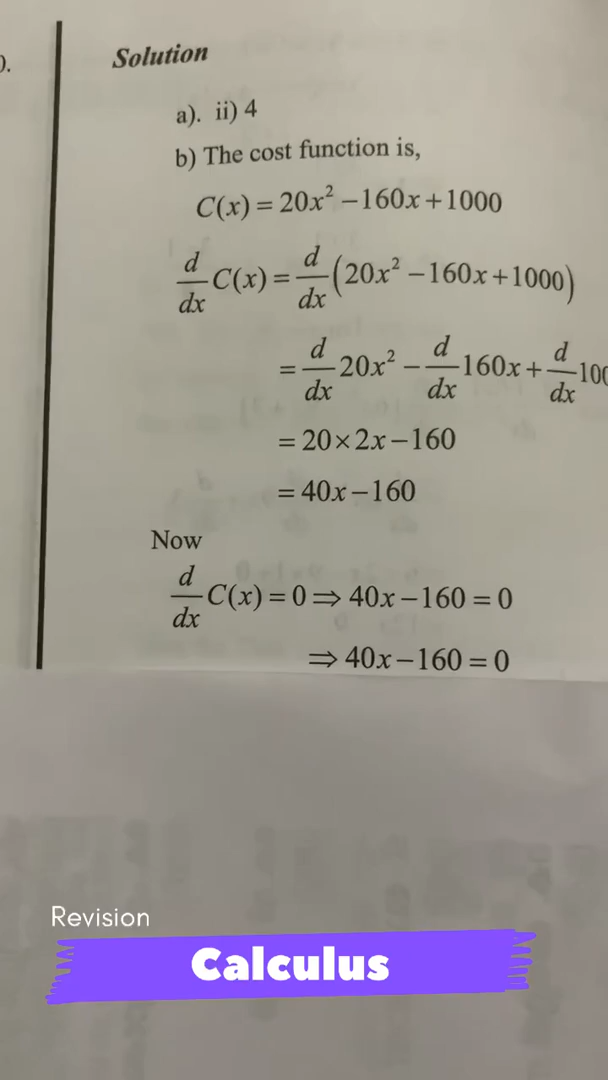 ).
Solution
a). ii) 4
b) The cost function is,
C(x) = 20x² − 160x + 1000
d/dx C(x) = d/dx (20x² − 160x + 1000)
= d/dx 20x² − d/dx 160x + d/dx 100
= 20 × 2x − 160
= 40x − 160
Now
d/dx C(x) = 0 ⇒ 40x − 160 = 0
⇒ 40x − 160 = 0
Revision
Calculus